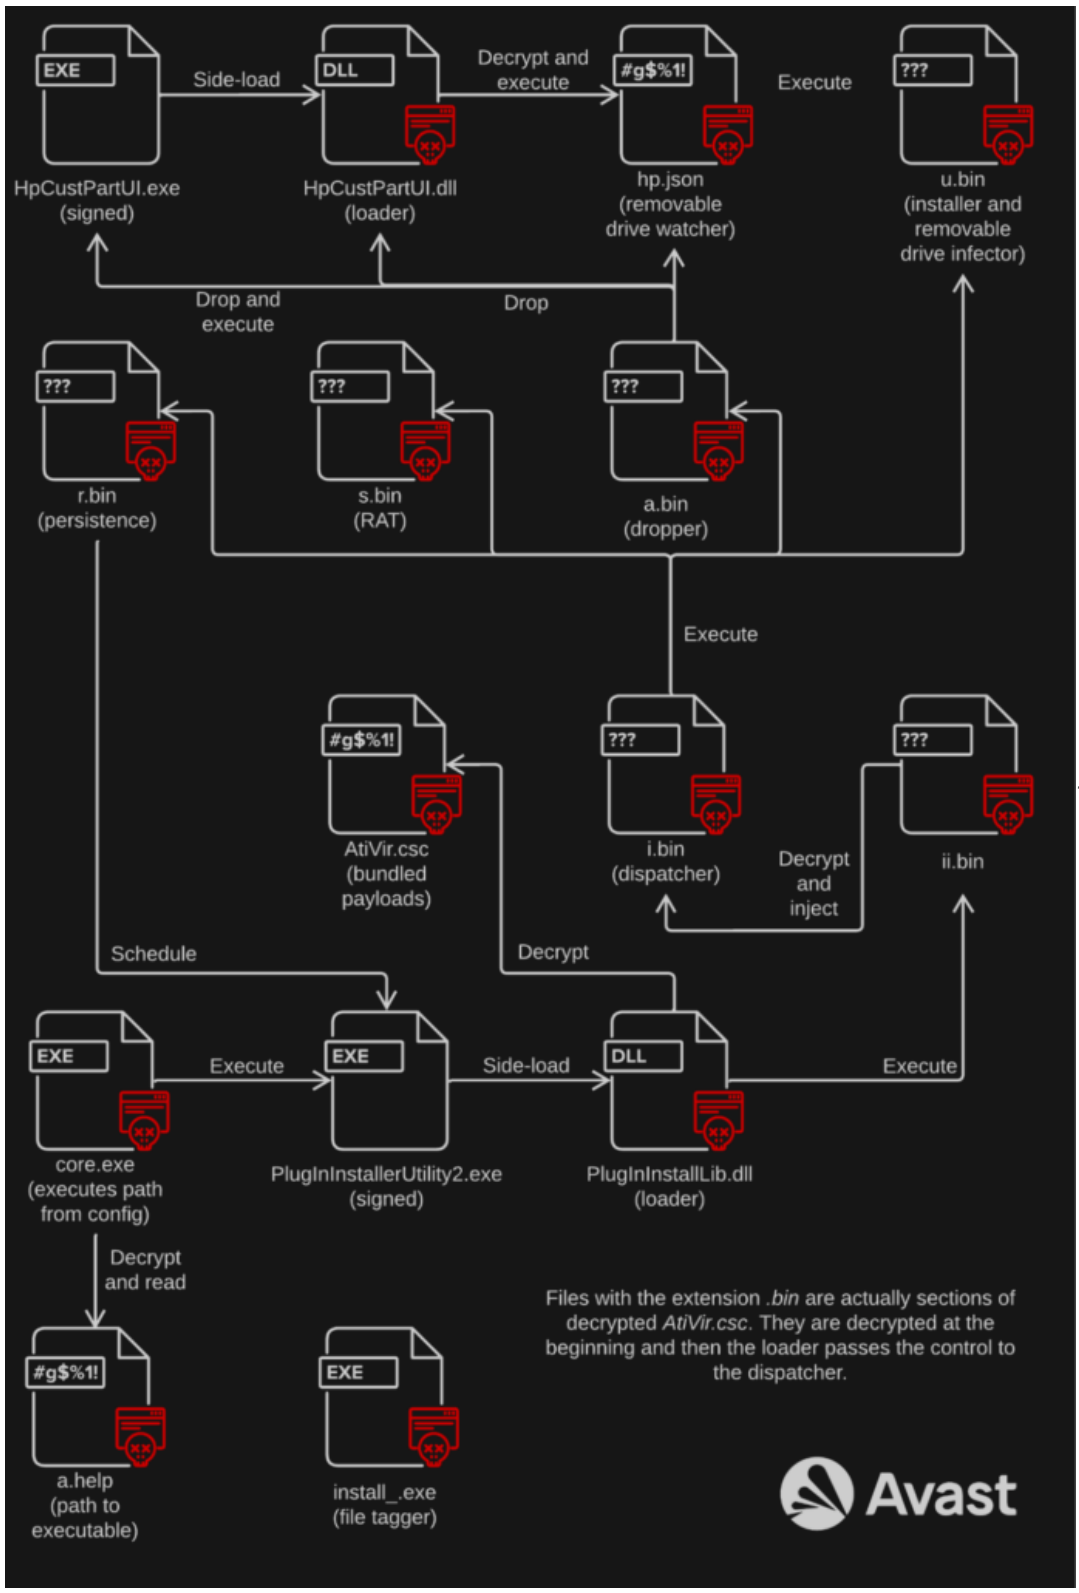 EXE
Side-load
DLL
Decrypt and
execute
#g$%1!
Execute
???
HpCustPartUI.exe
(signed)
HpCustPartUI.dll
(loader)
hp.json
(removable
drive watcher)
u.bin
(installer and
removable
drive infector)
Drop and
execute
Drop
???
???
???
r.bin
(persistence)
s.bin
(RAT)
a.bin
(dropper)
Execute
#g$%1!
???
???
AtiVir.csc
(bundled
payloads)
i.bin
(dispatcher)
Decrypt
and
inject
ii.bin
Schedule
Decrypt
EXE
Execute
EXE
Side-load
DLL
Execute
core.exe
(executes path
from config)
PlugInInstallerUtility2.exe
(signed)
PlugInInstallLib.dll
(loader)
Decrypt
and read
Files with the extension .bin are actually sections of
decrypted AtiVir.csc. They are decrypted at the
beginning and then the loader passes the control to
the dispatcher.
#g$%1!
EXE
a.help
(path to
executable)
install_.exe
(file tagger)
Avast